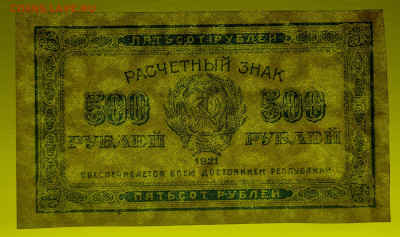 ПЯТЬСОТ РУБЛЕЙ
РАСЧЕТНЫЙ ЗНАК
500 500
РУБЛЕЙ РУБЛЕЙ
1921
ОБЕСПЕЧИВАЕТСЯ ВСЕМ ДОСТОЯНИЕМ РЕСПУБЛИКИ
ПЯТЬСОТ РУБЛЕЙ